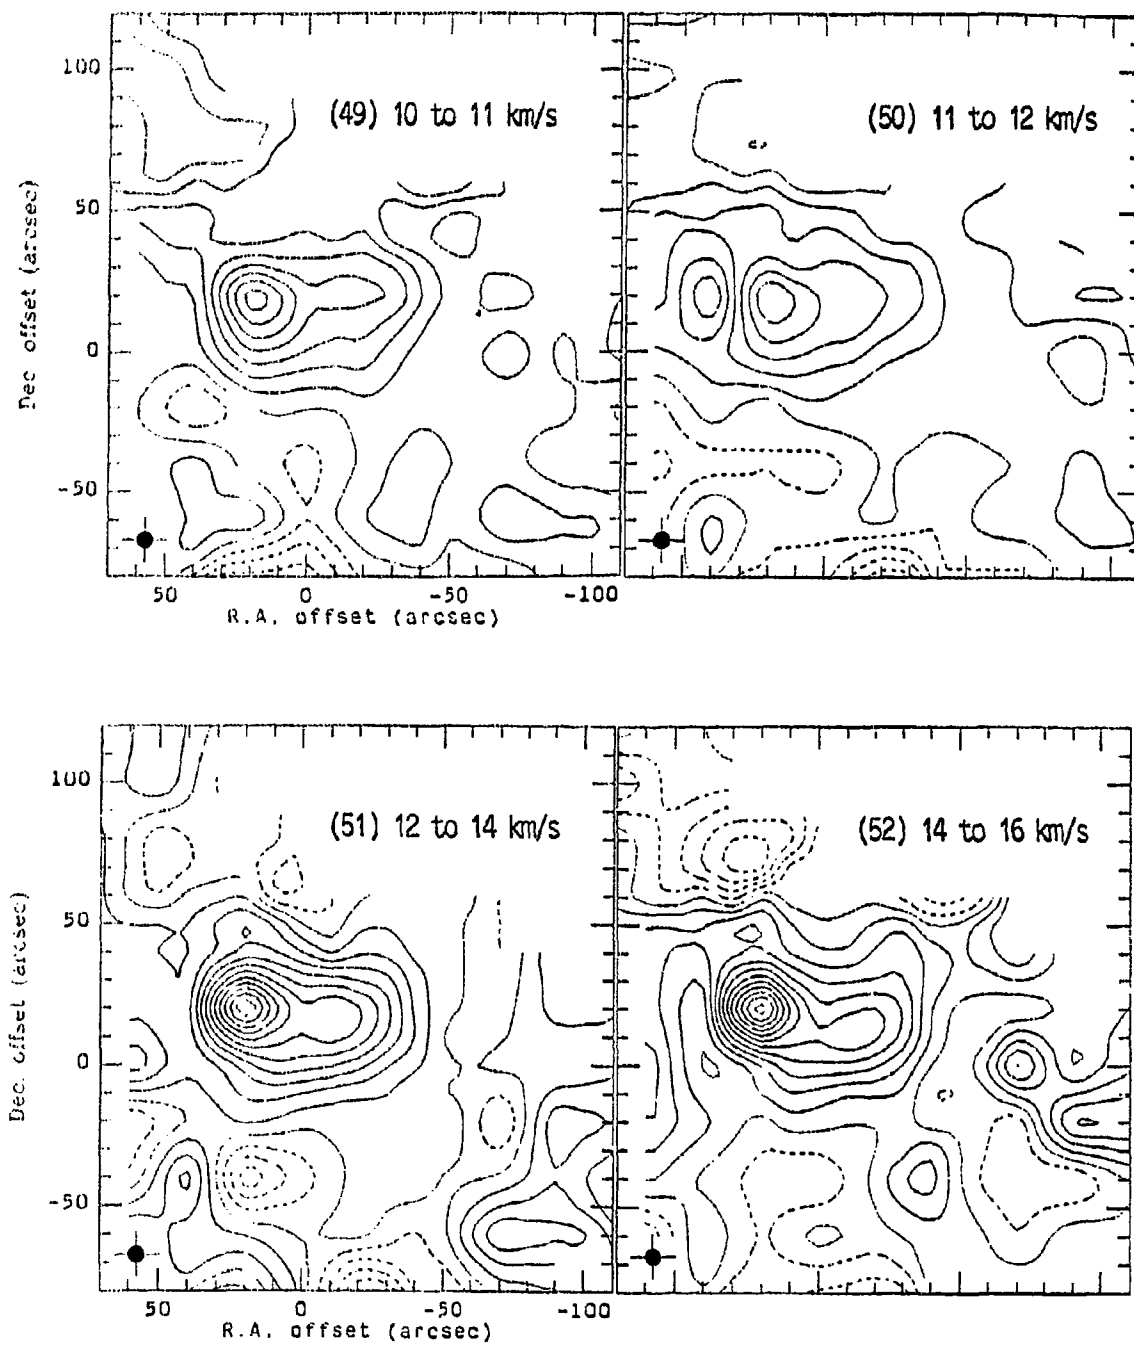 100
50
0
-50
Dec offset (arcsec)
(49) 10 to 11 km/s
(50) 11 to 12 km/s
50 0 -50 -100
R.A. offset (arcsec)
100
50
0
-50
Dec. offset (arcsec)
(51) 12 to 14 km/s
(52) 14 to 16 km/s
50 0 -50 -100
R.A. offset (arcsec)